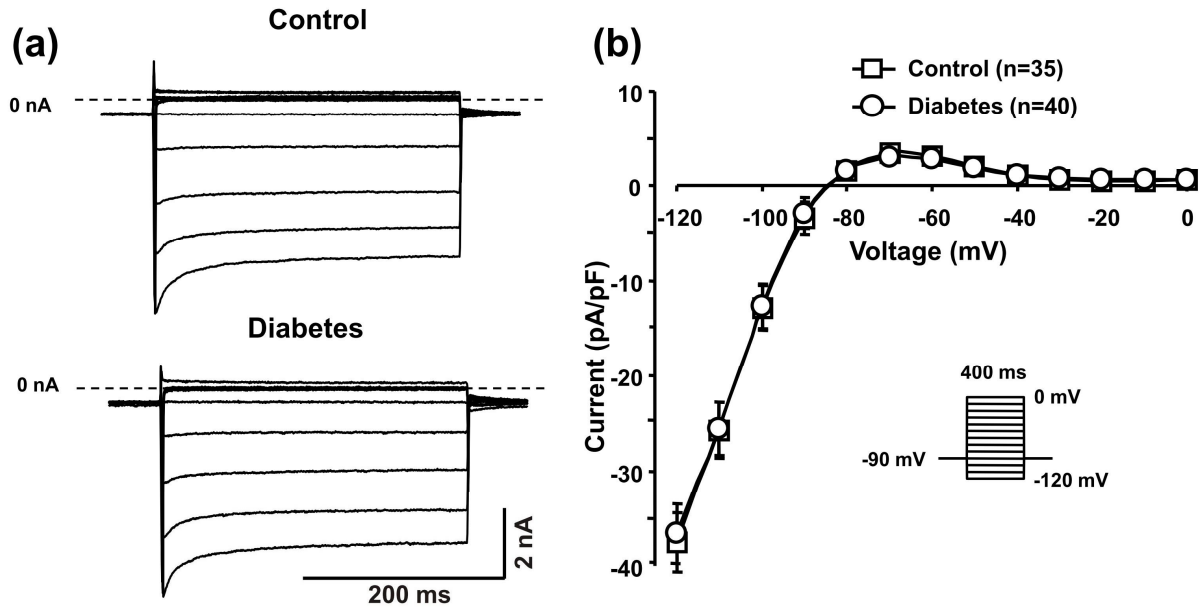 (a)
Control
0 nA
Diabetes
0 nA
2 nA
200 ms
(b)
Control (n=35)
Diabetes (n=40)
10
0
-10
-20
-30
-40
-120
-100
-80
-60
-40
-20
0
Voltage (mV)
Current (pA/pF)
400 ms
0 mV
-90 mV
-120 mV